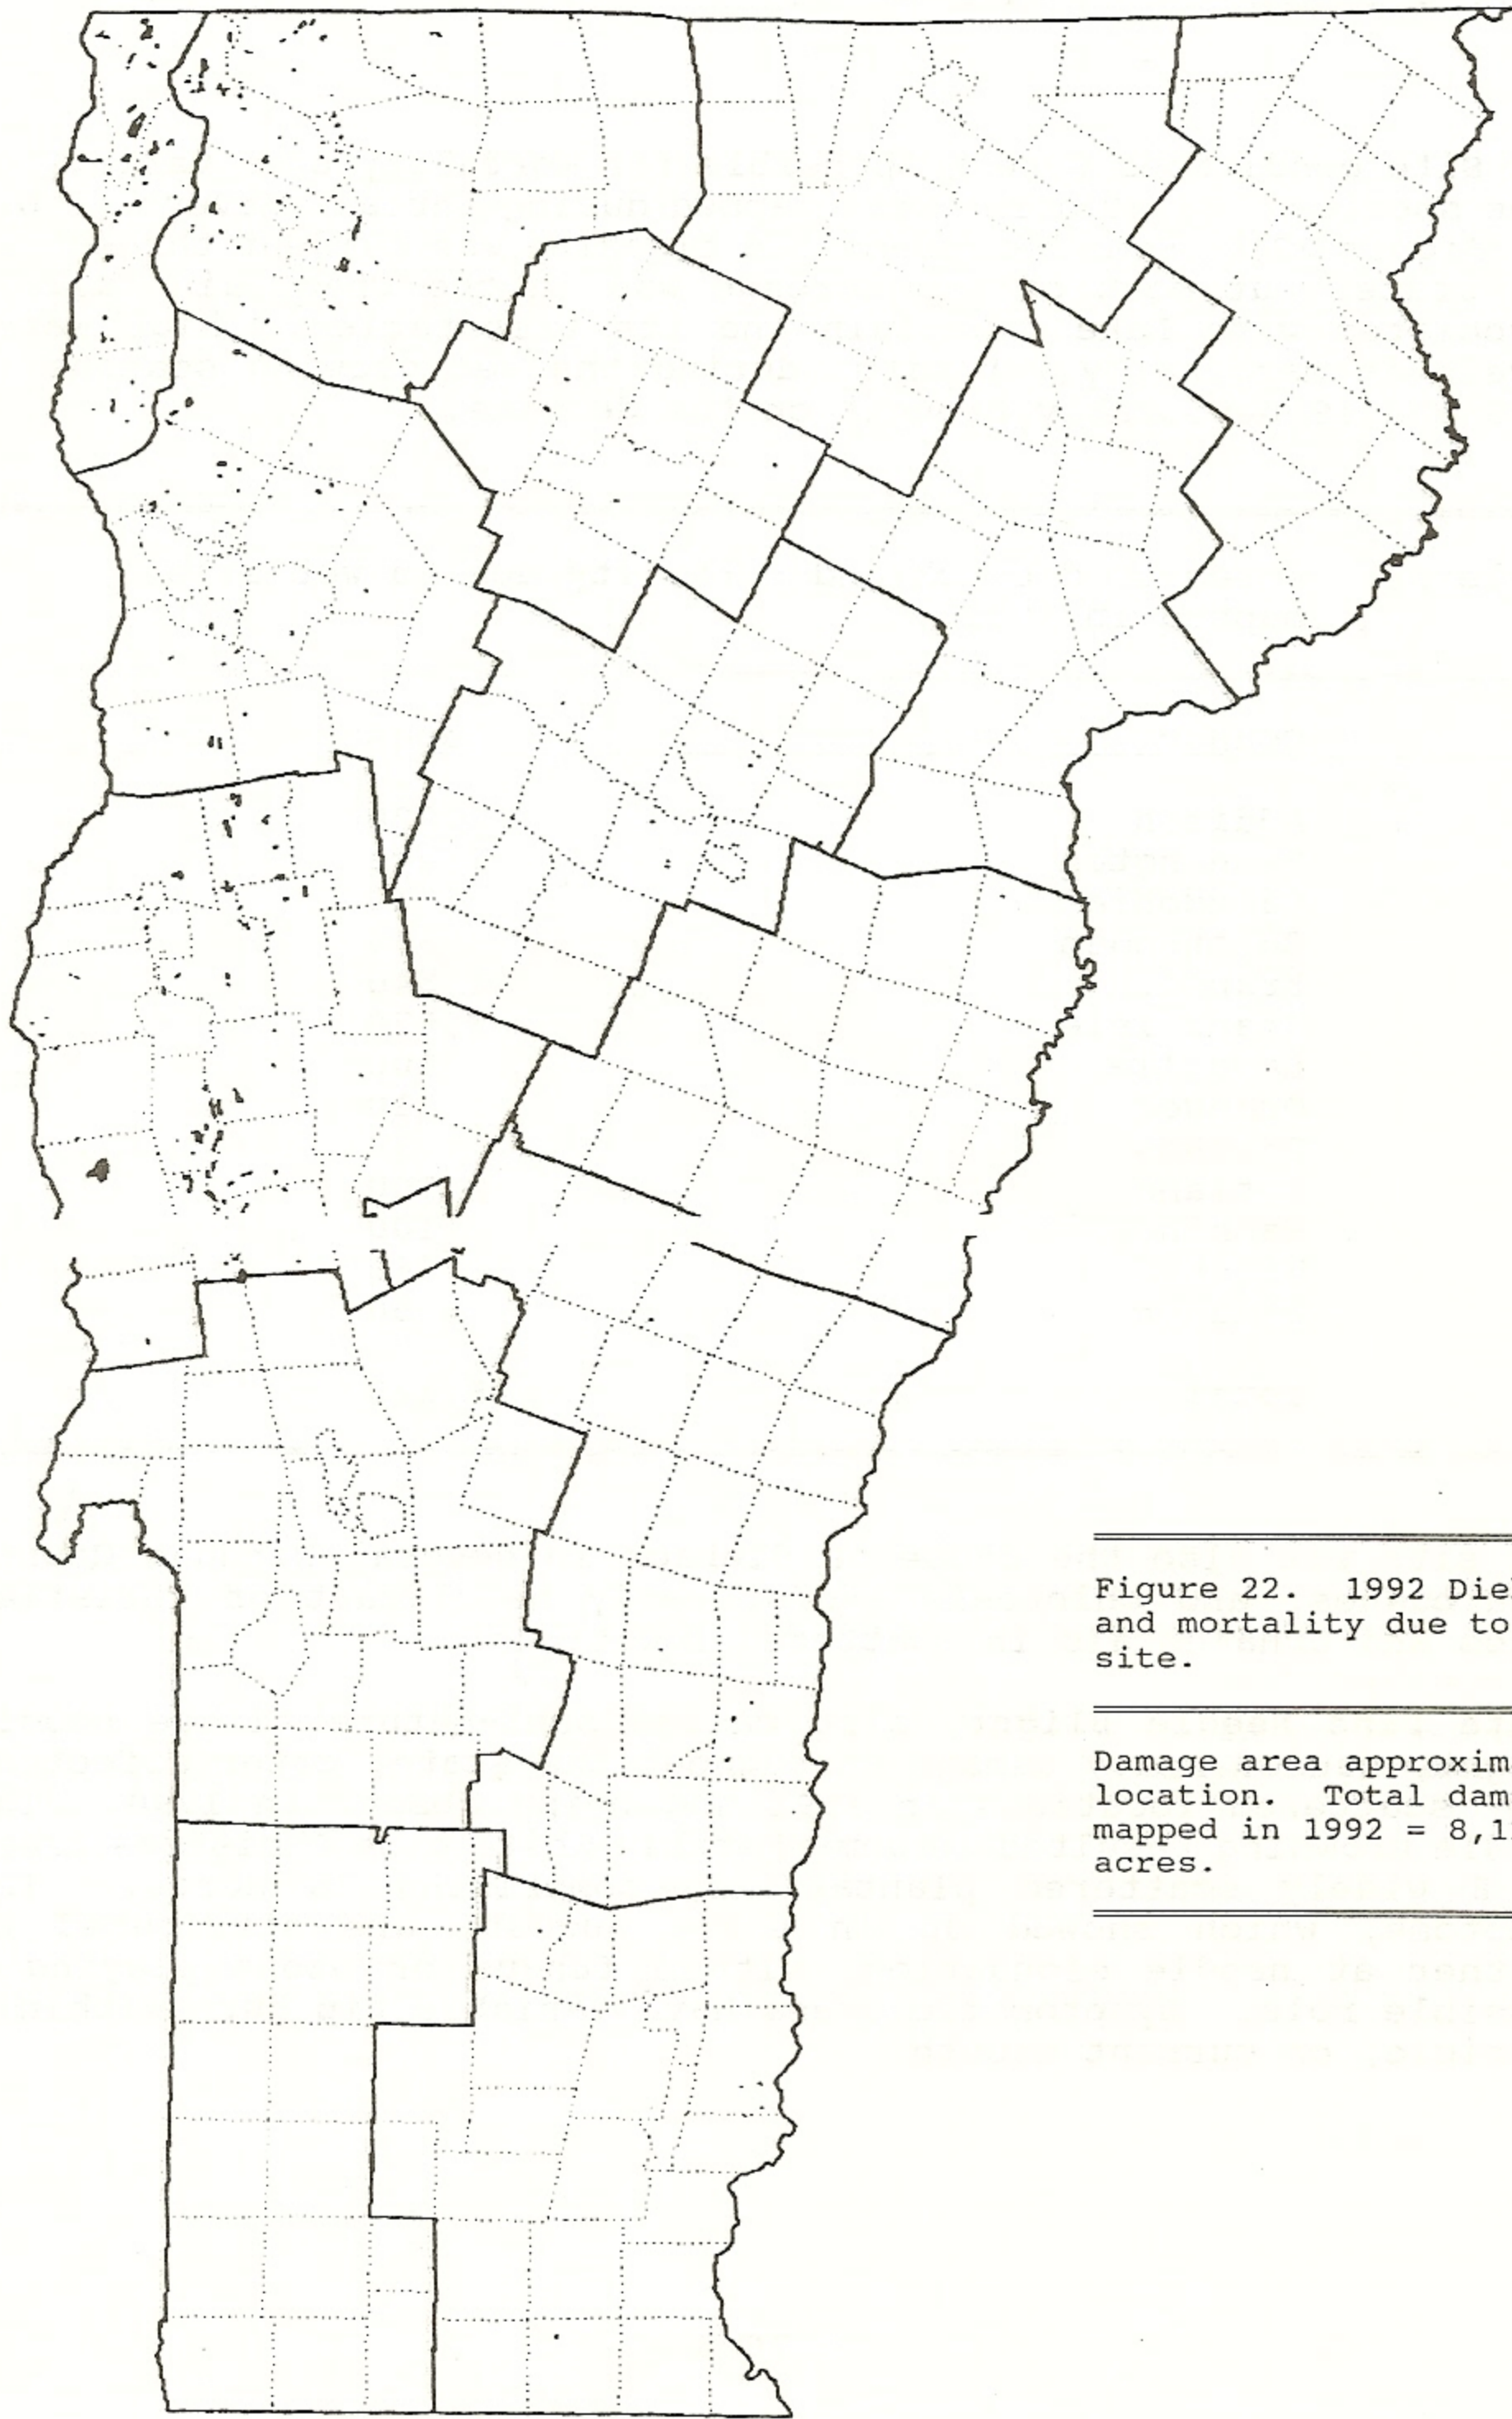 Figure 22. 1992 Die
and mortality due to
site.
Damage area approxim
location. Total dam
mapped in 1992 = 8,1
acres.